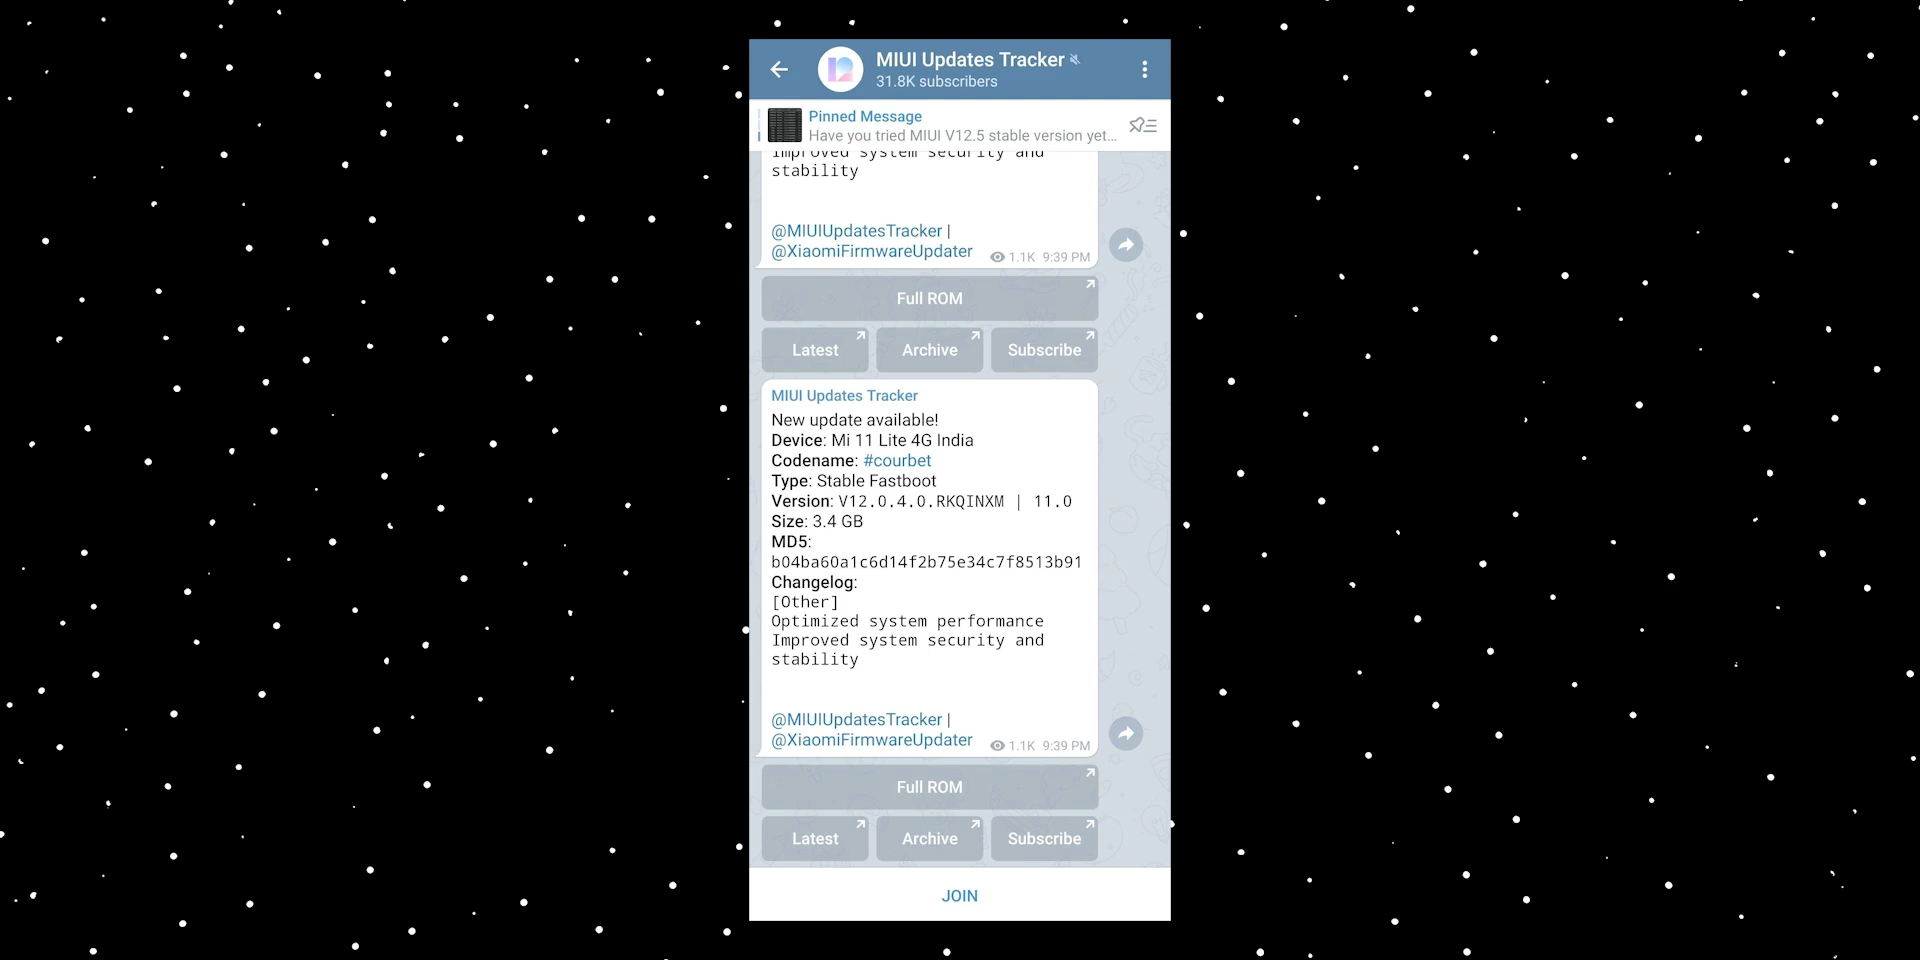 MIUI Updates Tracker
31.8K subscribers
Pinned Message
Have you tried MIUI V12.5 stable version yet...
Improved system security and
stability
@MIUIUpdatesTracker |
@XiaomiFirmwareUpdater 1.1K 9:39 PM
Full ROM
Latest Archive Subscribe
MIUI Updates Tracker
New update available!
Device: Mi 11 Lite 4G India
Codename: #courbet
Type: Stable Fastboot
Version: V12.0.4.0.RKQINXM | 11.0
Size: 3.4 GB
MD5:
b04ba60a1c6d14f2b75e34c7f8513b91
Changelog:
[Other]
Optimized system performance
Improved system security and
stability
@MIUIUpdatesTracker |
@XiaomiFirmwareUpdater 1.1K 9:39 PM
Full ROM
Latest Archive Subscribe
JOIN